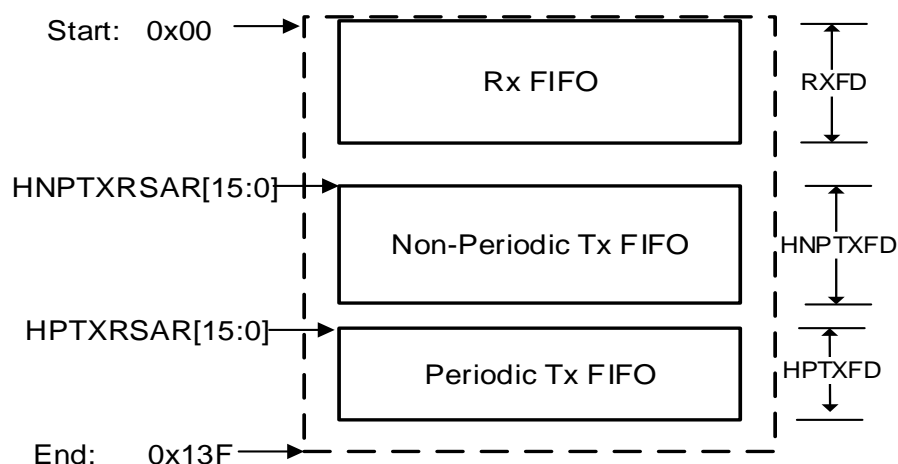 Start: 0x00
Rx FIFO
RXFD
HNPTXRSAR[15:0]
Non-Periodic Tx FIFO
HNPTXFD
HPTXRSAR[15:0]
Periodic Tx FIFO
HPTXFD
End: 0x13F